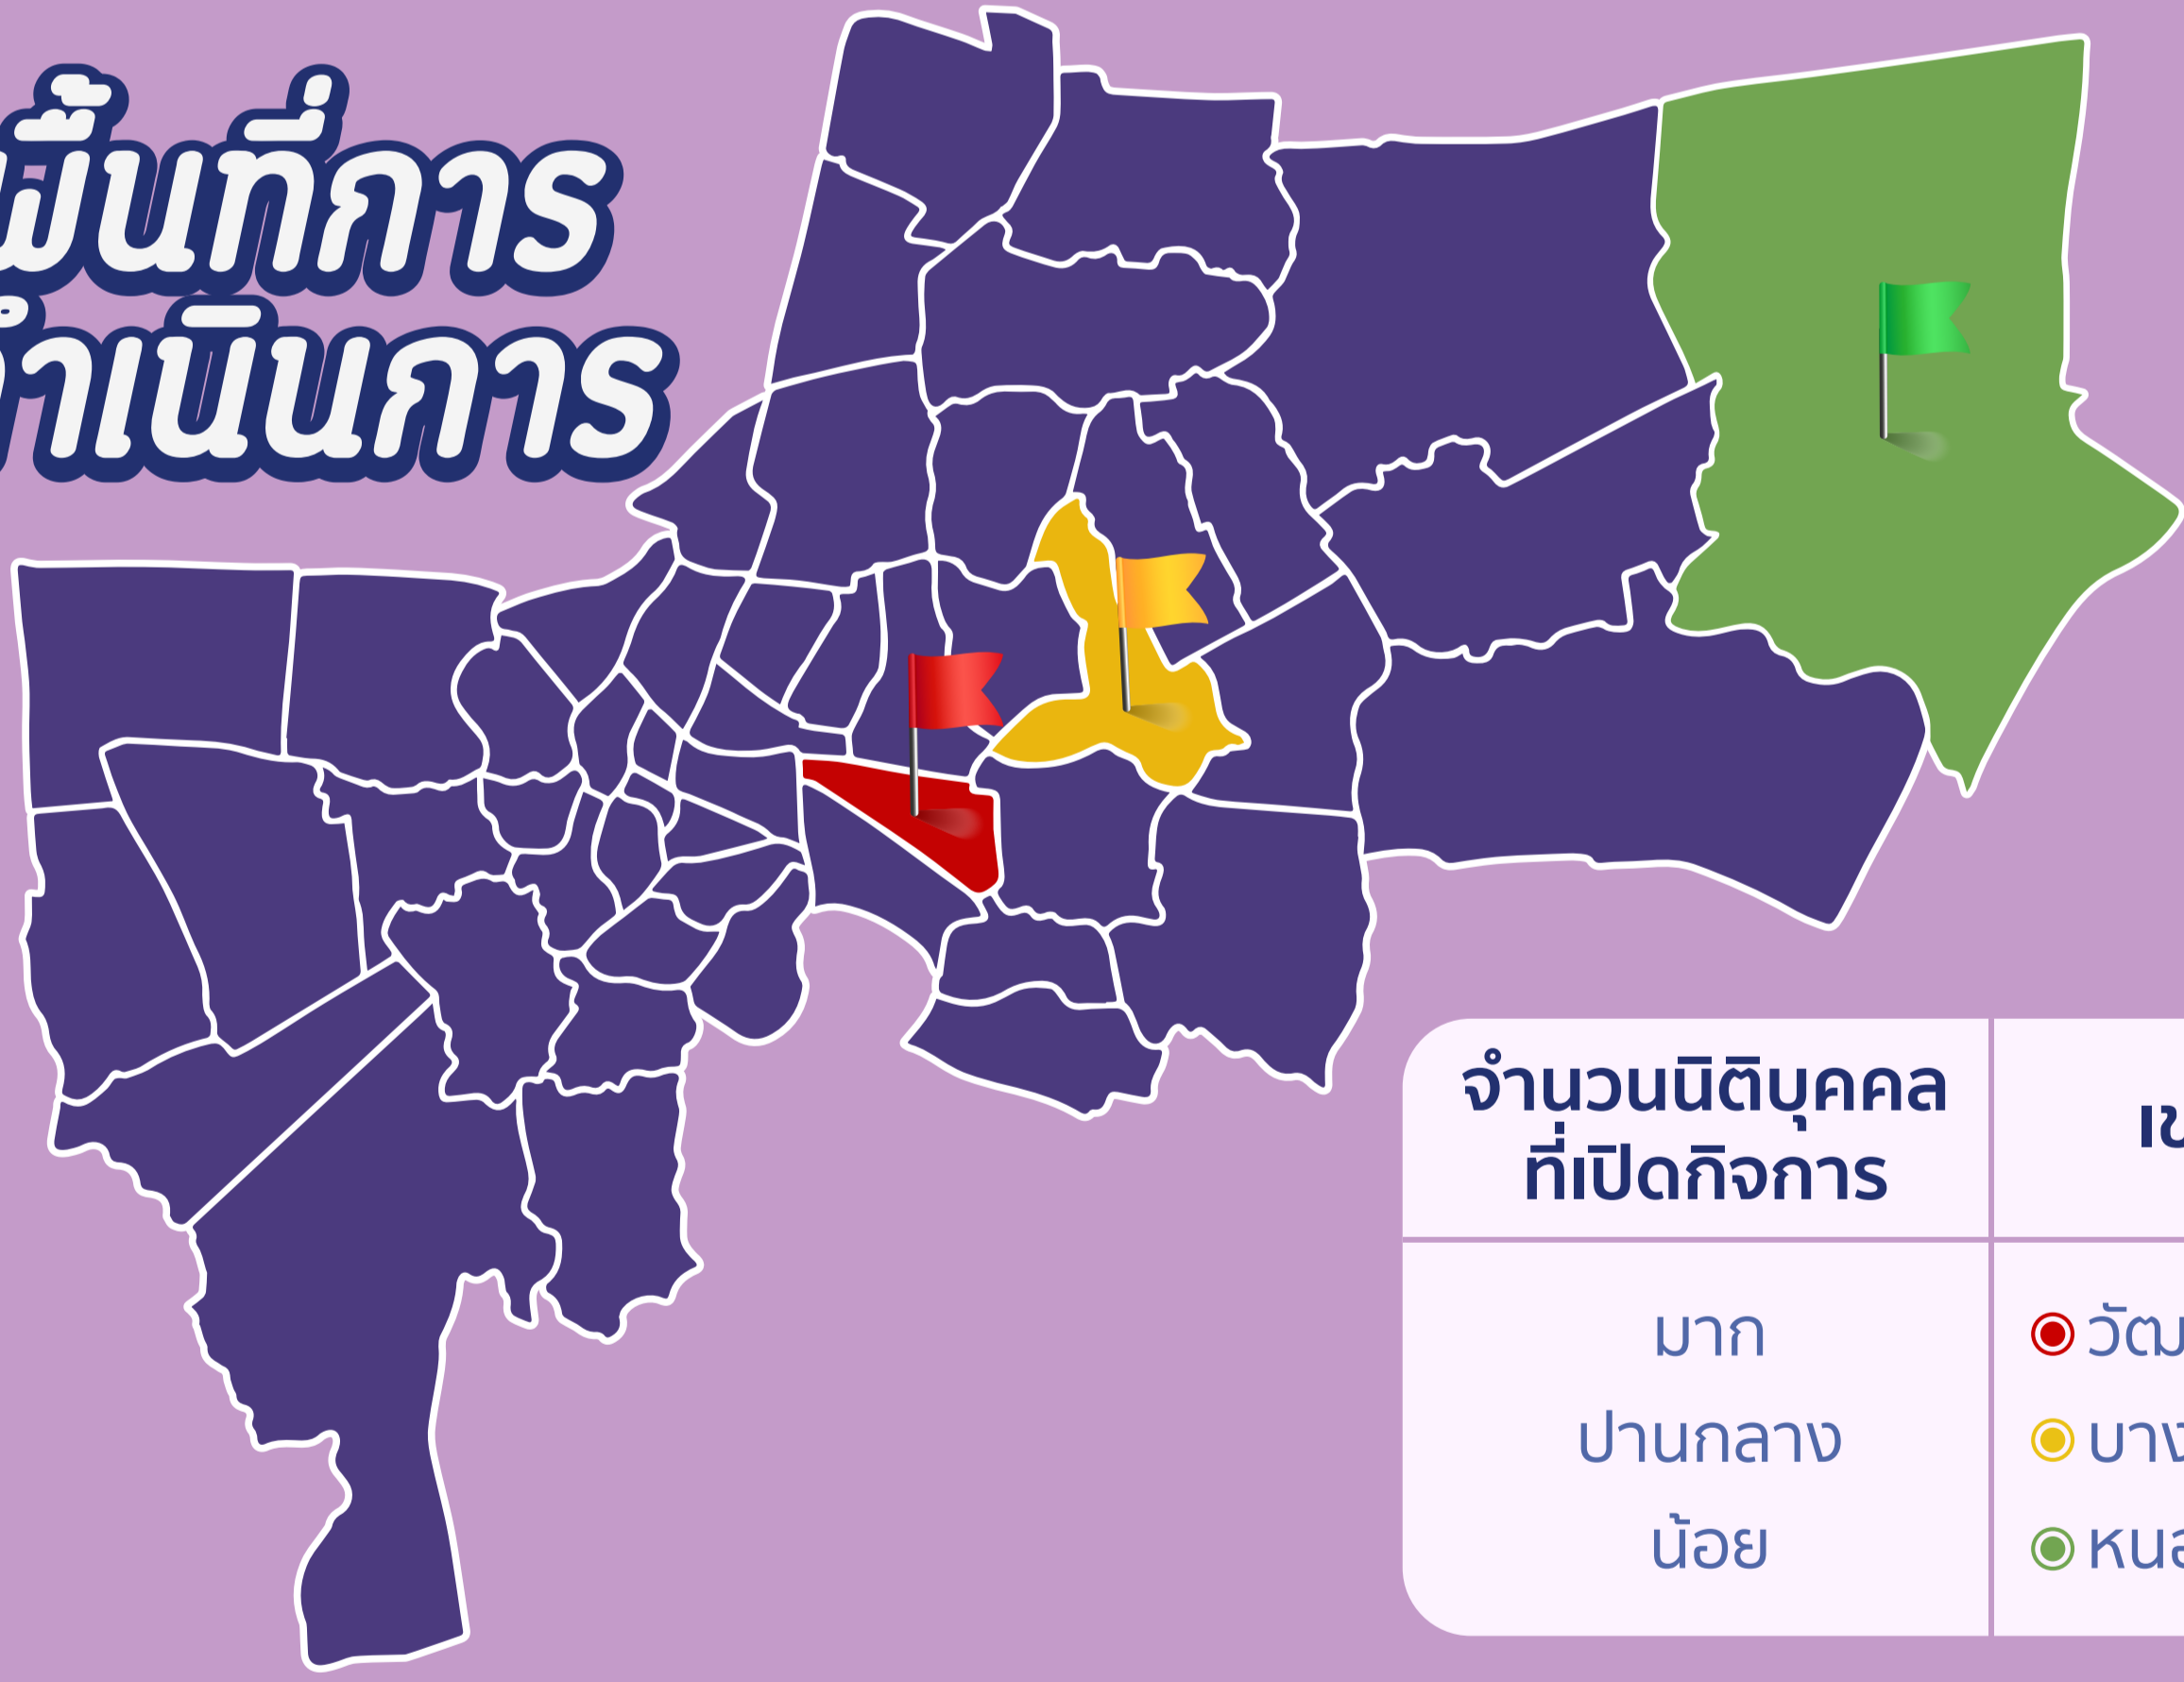 พื้นที่การ
ดำเนินการ
จำนวนนิติบุคคล
ที่เปิดกิจการ
มาก
ปานกลาง
น้อย